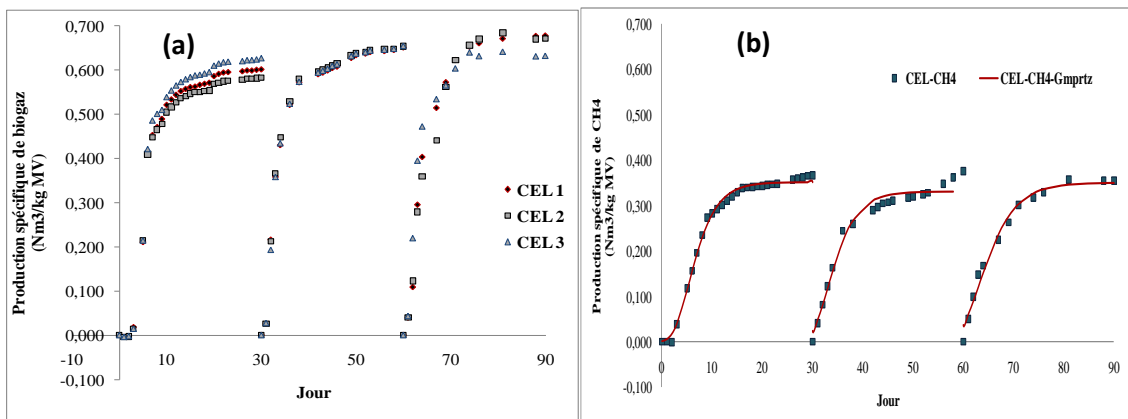 (a)
Production spécifique de biogaz
(Nm3/kg MV)
0,700
0,600
0,500
0,400
0,300
0,200
0,100
0,000
-0,100
-10
10
30
50
70
90
Jour
CEL 1
CEL 2
CEL 3
(b)
Production spécifique de CH4
(Nm3/kg MV)
0,700
0,600
0,500
0,400
0,300
0,200
0,100
0,000
-0,100
0
10
20
30
40
50
60
70
80
90
Jour
CEL-CH4
CEL-CH4-Gmprtz